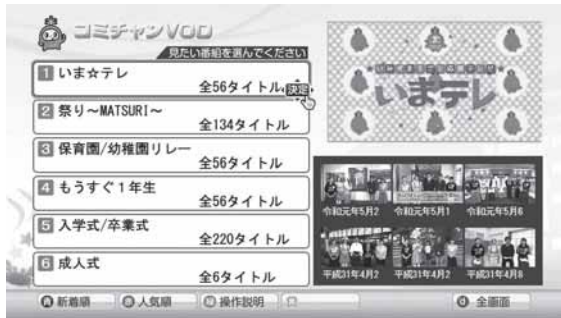 コミチャンVOD
見たい番組を選んでください
1 いま☆テレ
全56タイトル
決定
2 祭り～MATSURI～
全134タイトル
3 保育園/幼稚園リレー
全56タイトル
4 もうすぐ1年生
全56タイトル
5 入学式/卒業式
全220タイトル
6 成人式
全6タイトル
いまテレ
令和元年5月2 令和元年5月1 令和元年5月6
平成31年4月2 平成31年4月2 平成31年4月8
新着順 人気順 操作説明 d 全画面